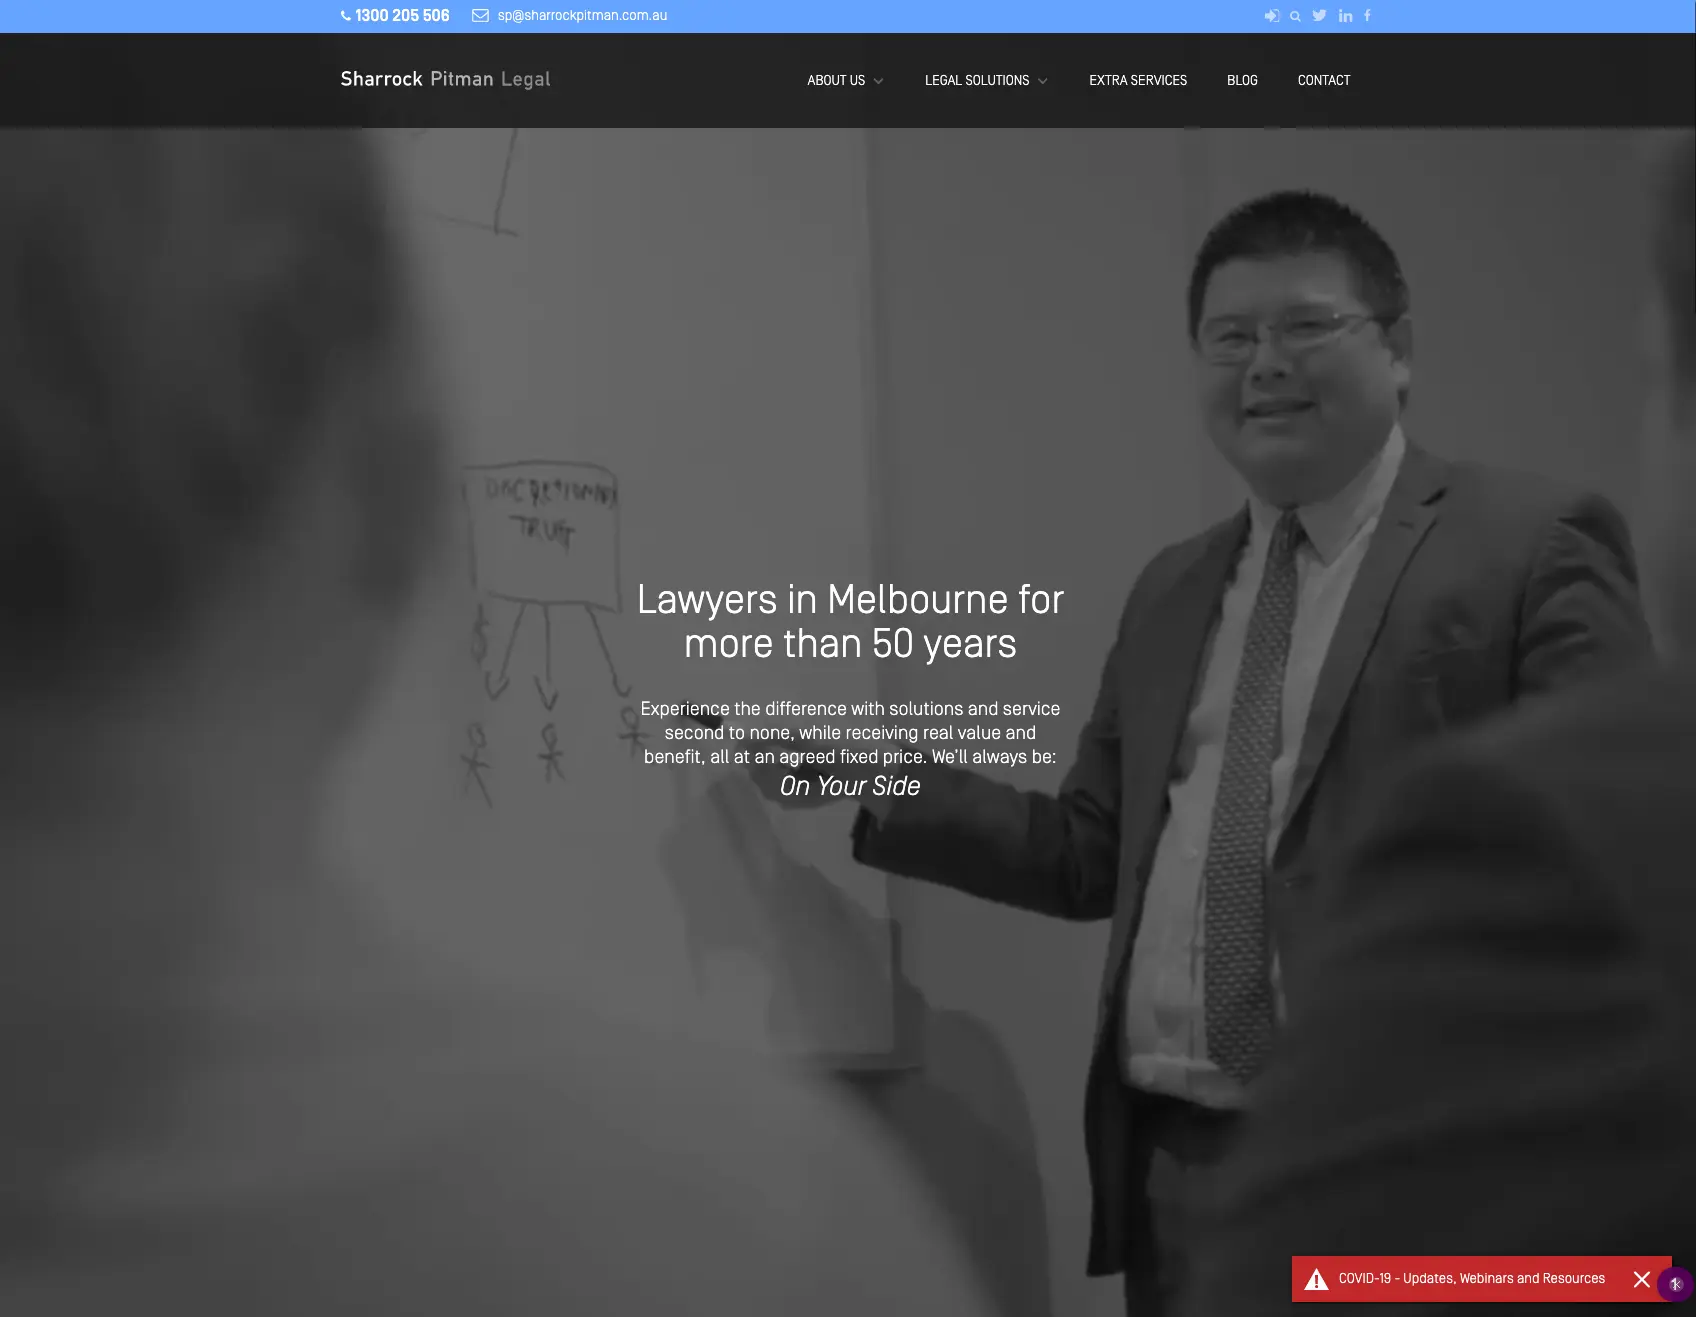 1300 205 506 sp@sharrockpitman.com.au
Sharrock Pitman Legal ABOUT US LEGAL SOLUTIONS EXTRA SERVICES BLOG CONTACT
DISCRETIONARY
TRUST
$
Lawyers in Melbourne for
more than 50 years
Experience the difference with solutions and service
second to none, while receiving real value and
benefit, all at an agreed fixed price. We'll always be:
On Your Side
COVID-19 - Updates, Webinars and Resources